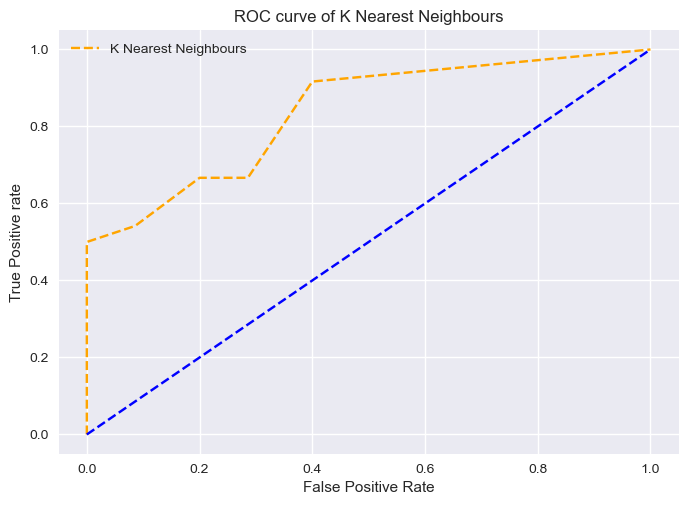 ROC curve of K Nearest Neighbours
K Nearest Neighbours
1.0
0.8
0.6
0.4
0.2
0.0
True Positive rate
0.0 0.2 0.4 0.6 0.8 1.0
False Positive Rate